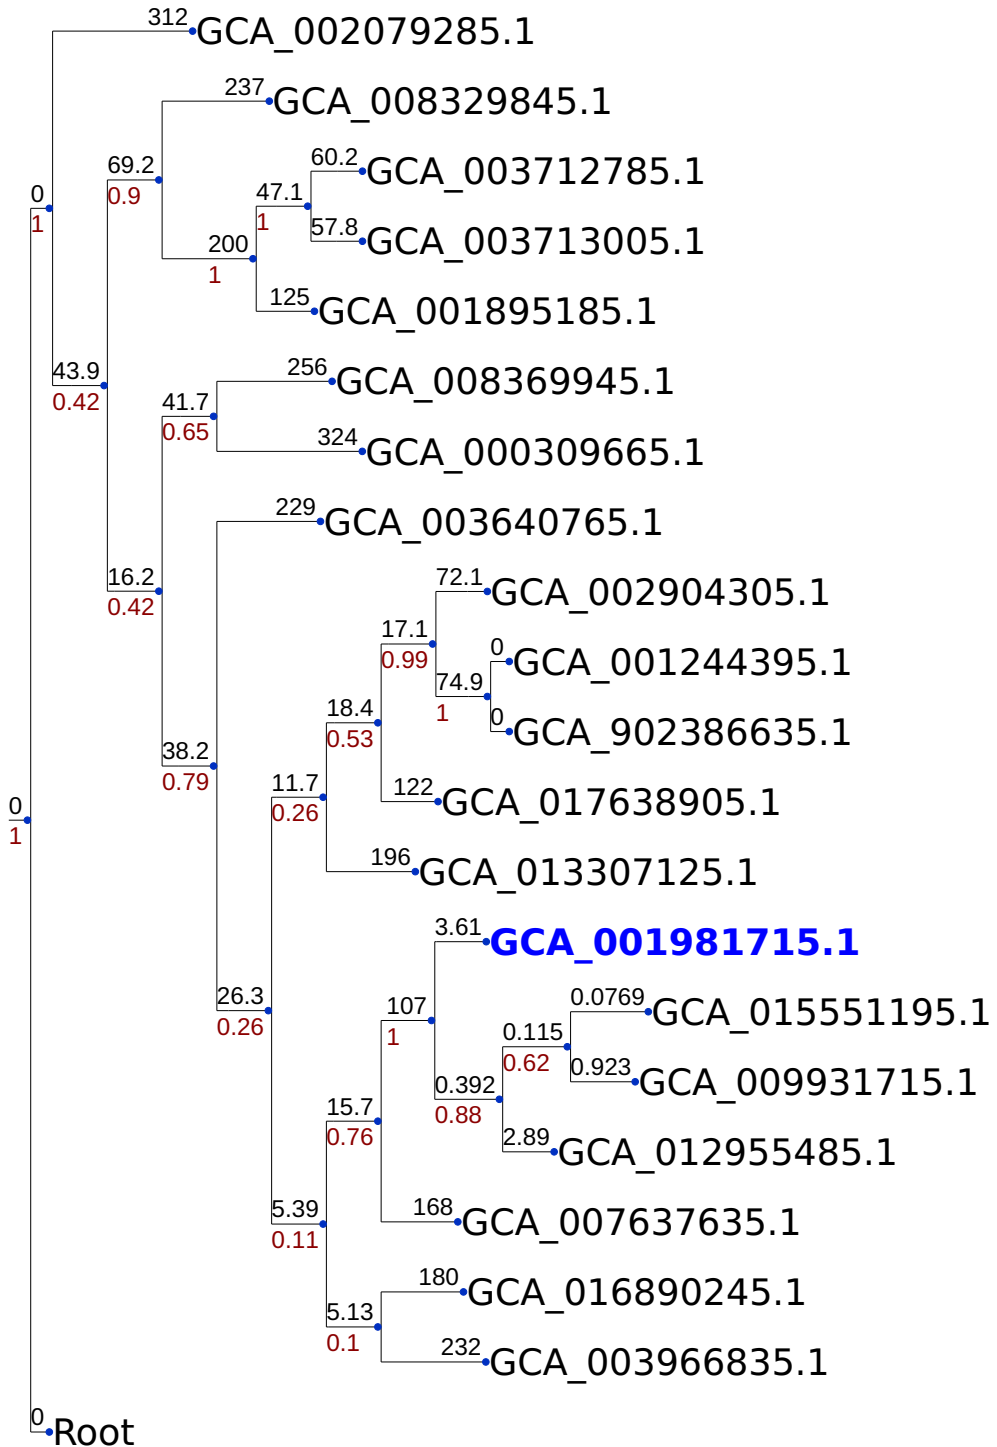 312 GCA_002079285.1
237 GCA_008329845.1
60.2 GCA_003712785.1
69.2
0.9
47.1
1
0
1
57.8 GCA_003713005.1
200
1
125 GCA_001895185.1
256 GCA_008369945.1
43.9
0.42
41.7
0.65
324 GCA_000309665.1
229 GCA_003640765.1
72.1 GCA_002904305.1
16.2
0.42
17.1
0.99
0 GCA_001244395.1
74.9
1
18.4
0.53
0 GCA_902386635.1
38.2
0.79
11.7
0.26
122 GCA_017638905.1
0
1
196 GCA_013307125.1
3.61 GCA_001981715.1
26.3
0.26
107
1
0.0769 GCA_015551195.1
0.115
0.62
0.923 GCA_009931715.1
0.392
0.88
15.7
0.76
2.89 GCA_012955485.1
168 GCA_007637635.1
5.39
0.11
180 GCA_016890245.1
5.13
0.1
232 GCA_003966835.1
0 Root